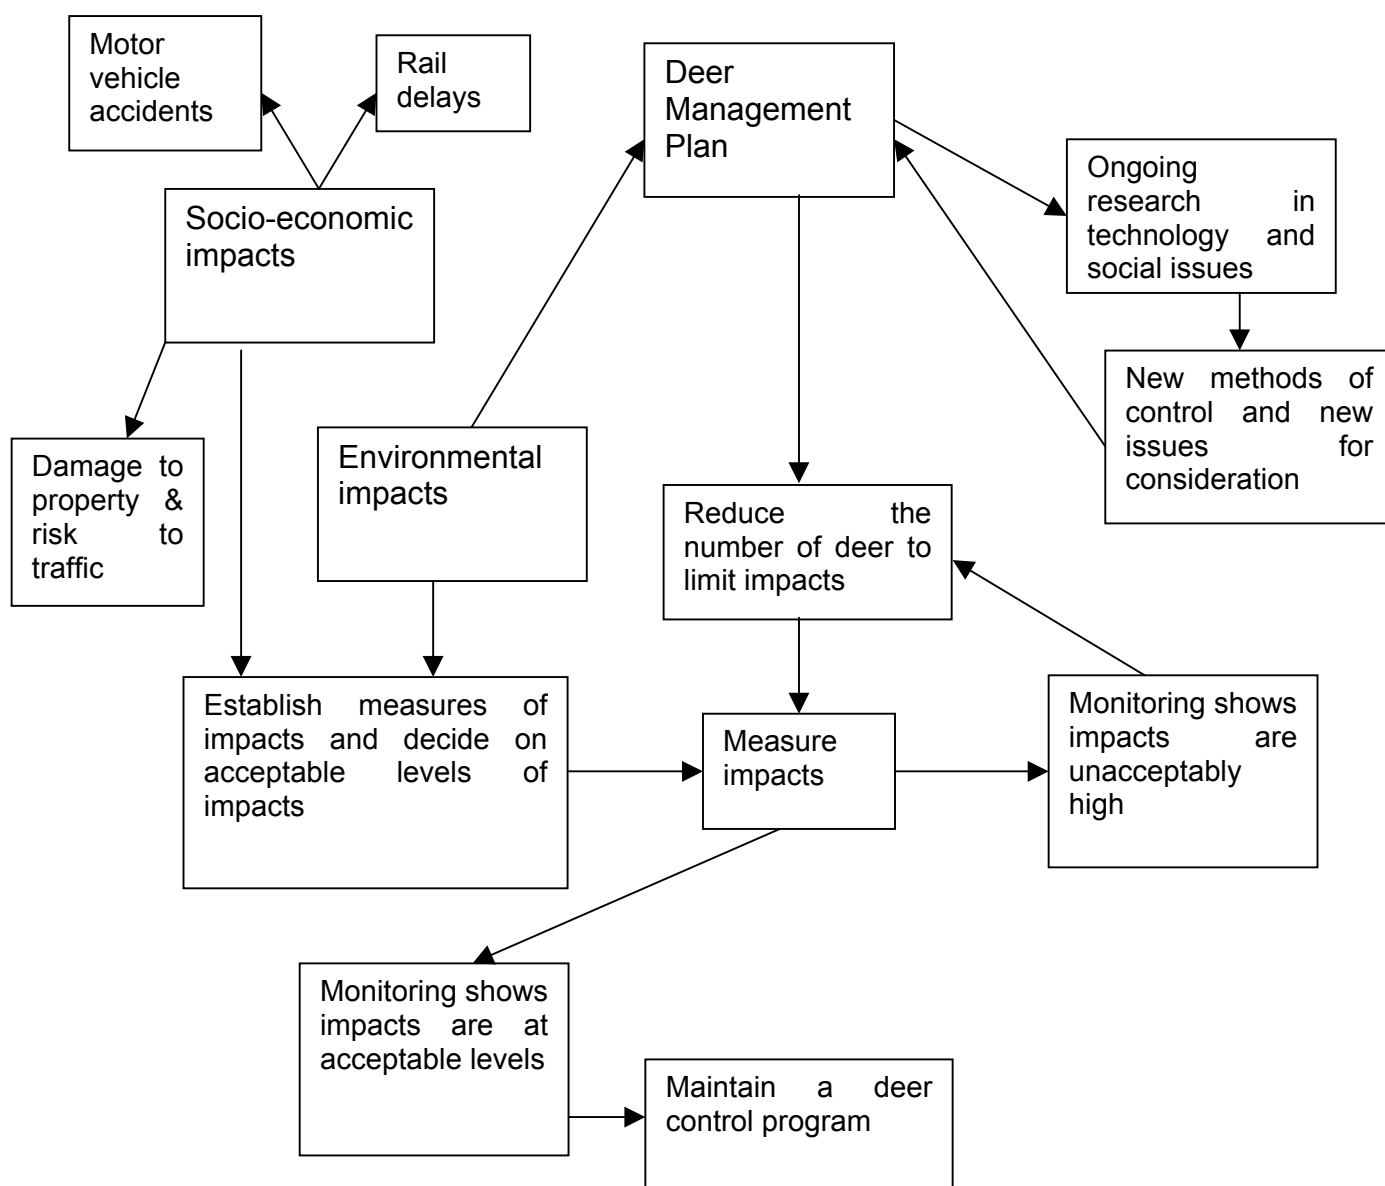 Motor
vehicle
accidents
Rail
delays
Deer
Management
Plan
Ongoing
research in
technology and
social issues
Socio-economic
impacts
New methods of
control and new
issues for
consideration
Damage to
property &
risk to
traffic
Environmental
impacts
Reduce the
number of deer to
limit impacts
Establish measures of
impacts and decide on
acceptable levels of
impacts
Measure
impacts
Monitoring shows
impacts are
unacceptably
high
Monitoring shows
impacts are at
acceptable levels
Maintain a deer
control program